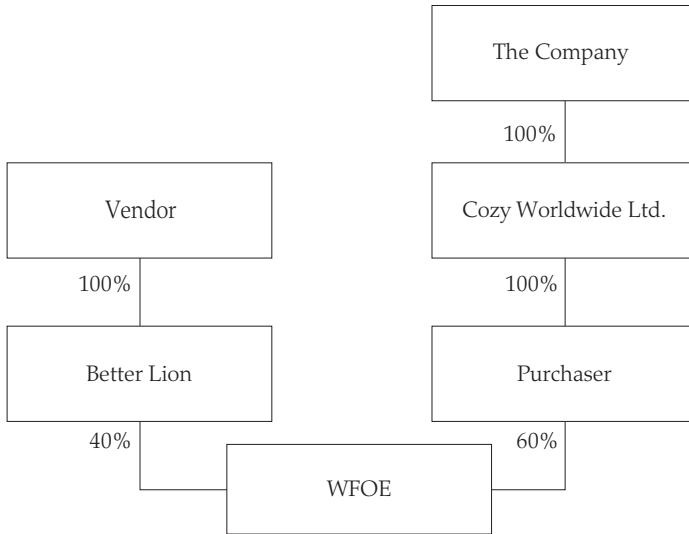 The Company
100%
Vendor
Cozy Worldwide Ltd.
100%
100%
Better Lion
Purchaser
40%
60%
WFOE